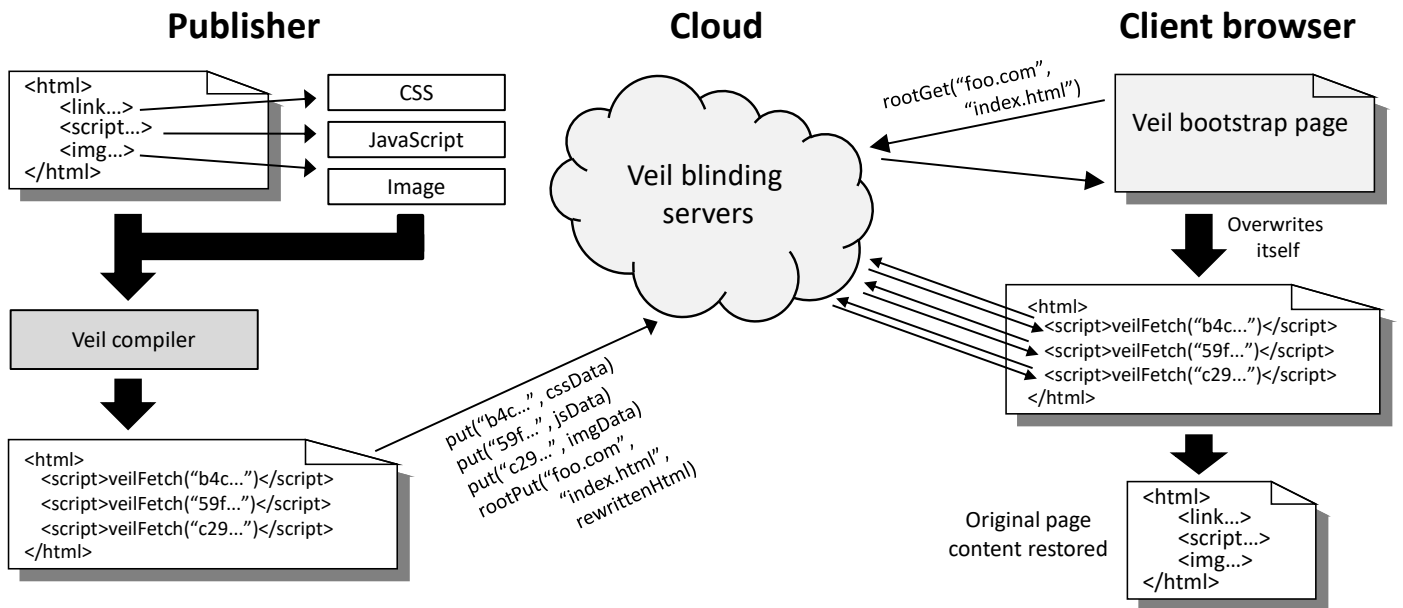 Publisher
<html>
<link...>
<script...>
<img...>
</html>
CSS
JavaScript
Image
Veil compiler
<html>
<script>veilFetch(“b4c...”)</script>
<script>veilFetch(“59f...”)</script>
<script>veilFetch(“c29...”)</script>
</html>
Cloud
Veil blinding
servers
put(“b4c...”, cssData)
put(“59f...”, jsData)
put(“c29...”, imgData)
rootPut(“foo.com”,
“index.html”,
rewrittenHtml)
Client browser
rootGet(“foo.com”,
“index.html”)
Veil bootstrap page
Overwrites
itself
<html>
<script>veilFetch(“b4c...”)</script>
<script>veilFetch(“59f...”)</script>
<script>veilFetch(“c29...”)</script>
</html>
Original page
content restored
<html>
<link...>
<script...>
<img...>
</html>